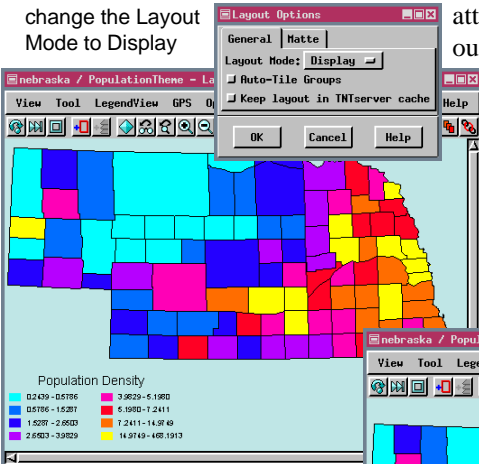 change the Layout
Mode to Display
att
ou
Layout Options
General Matte
Layout Mode: Display
Auto-Tile Groups
Keep layout in TNTserver cache
OK Cancel Help
nebraska / PopulationTheme - La
View Tool LegendView GPS Op
Help
Population Density
0.2439 - 0.5786
0.5786 - 1.5287
1.5287 - 2.6503
2.6503 - 3.9829
3.9829 - 5.1980
5.1980 - 7.2411
7.2411 - 14.9749
14.9749 - 468.1913
nebraska / Popul
View Tool Lege